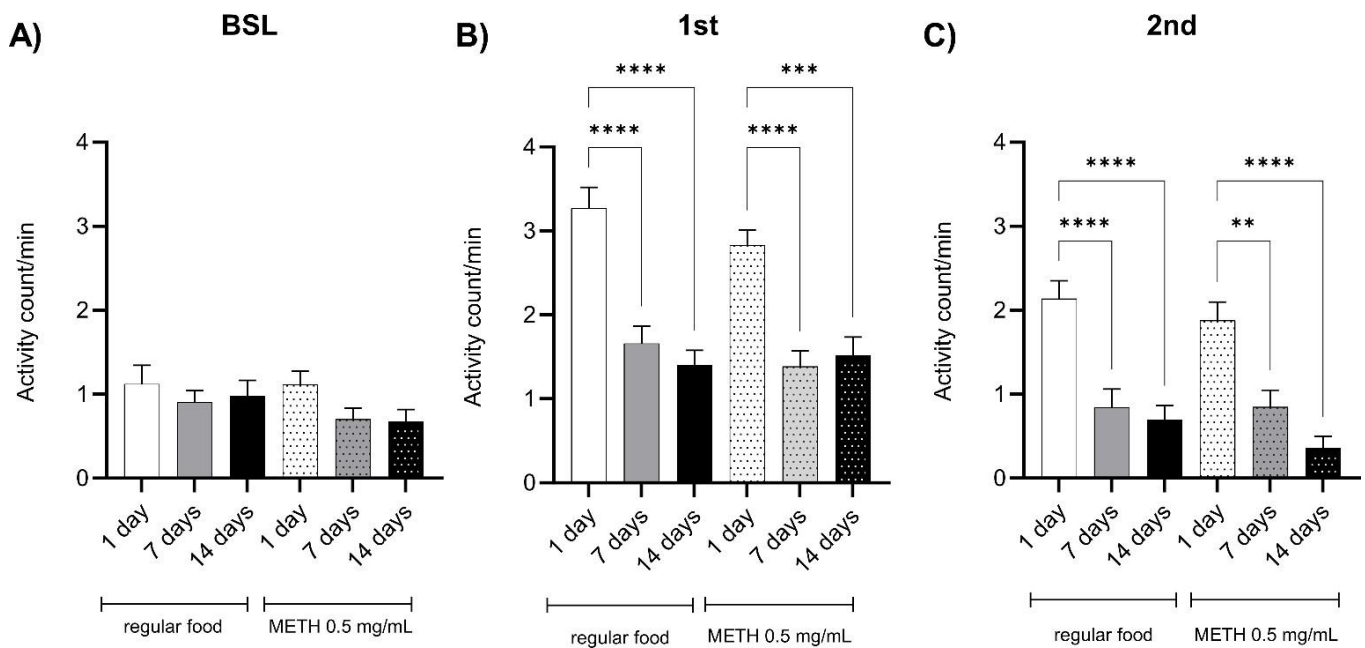 A)
BSL
Activity count/min
4
3
2
1
0
1 day
7 days
14 days
1 day
7 days
14 days
regular food
METH 0.5 mg/mL
B)
1st
****
***
****
****
Activity count/min
4
3
2
1
0
1 day
7 days
14 days
1 day
7 days
14 days
regular food
METH 0.5 mg/mL
C)
2nd
****
****
****
**
Activity count/min
4
3
2
1
0
1 day
7 days
14 days
1 day
7 days
14 days
regular food
METH 0.5 mg/mL